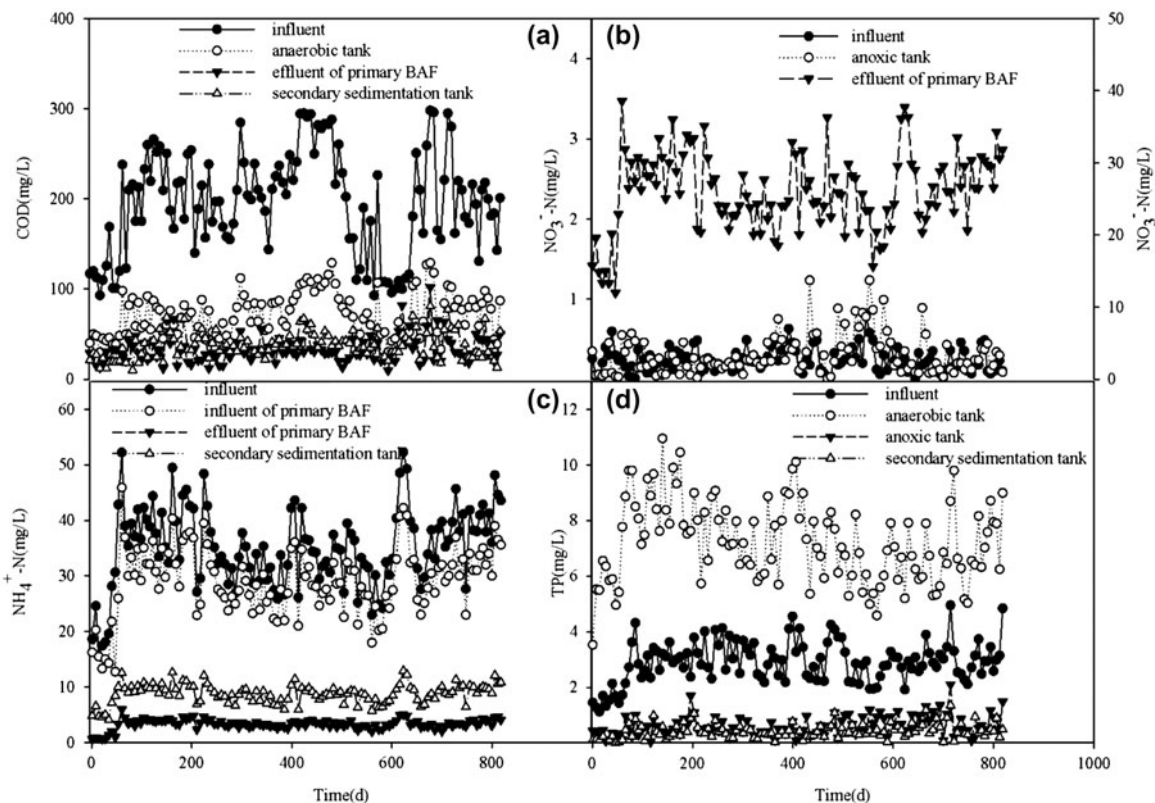 400
300
200
100
0
COD(mg/L)
influent
anaerobic tank
effluent of primary BAF
secondary sedimentation tank
(a)
4
3
2
1
NO₃⁻-N(mg/L)
(b)
influent
anoxic tank
effluent of primary BAF
50
40
30
20
10
0
NO₃⁻-N(mg/L)
60
50
40
30
20
10
0
NH₄⁺-N(mg/L)
influent
influent of primary BAF
effluent of primary BAF
secondary sedimentation tank
(c)
0 200 400 600 800
Time(d)
12
10
8
6
4
2
TP(mg/L)
(d)
influent
anaerobic tank
anoxic tank
secondary sedimentation tank
0 200 400 600 800 1000
Time(d)